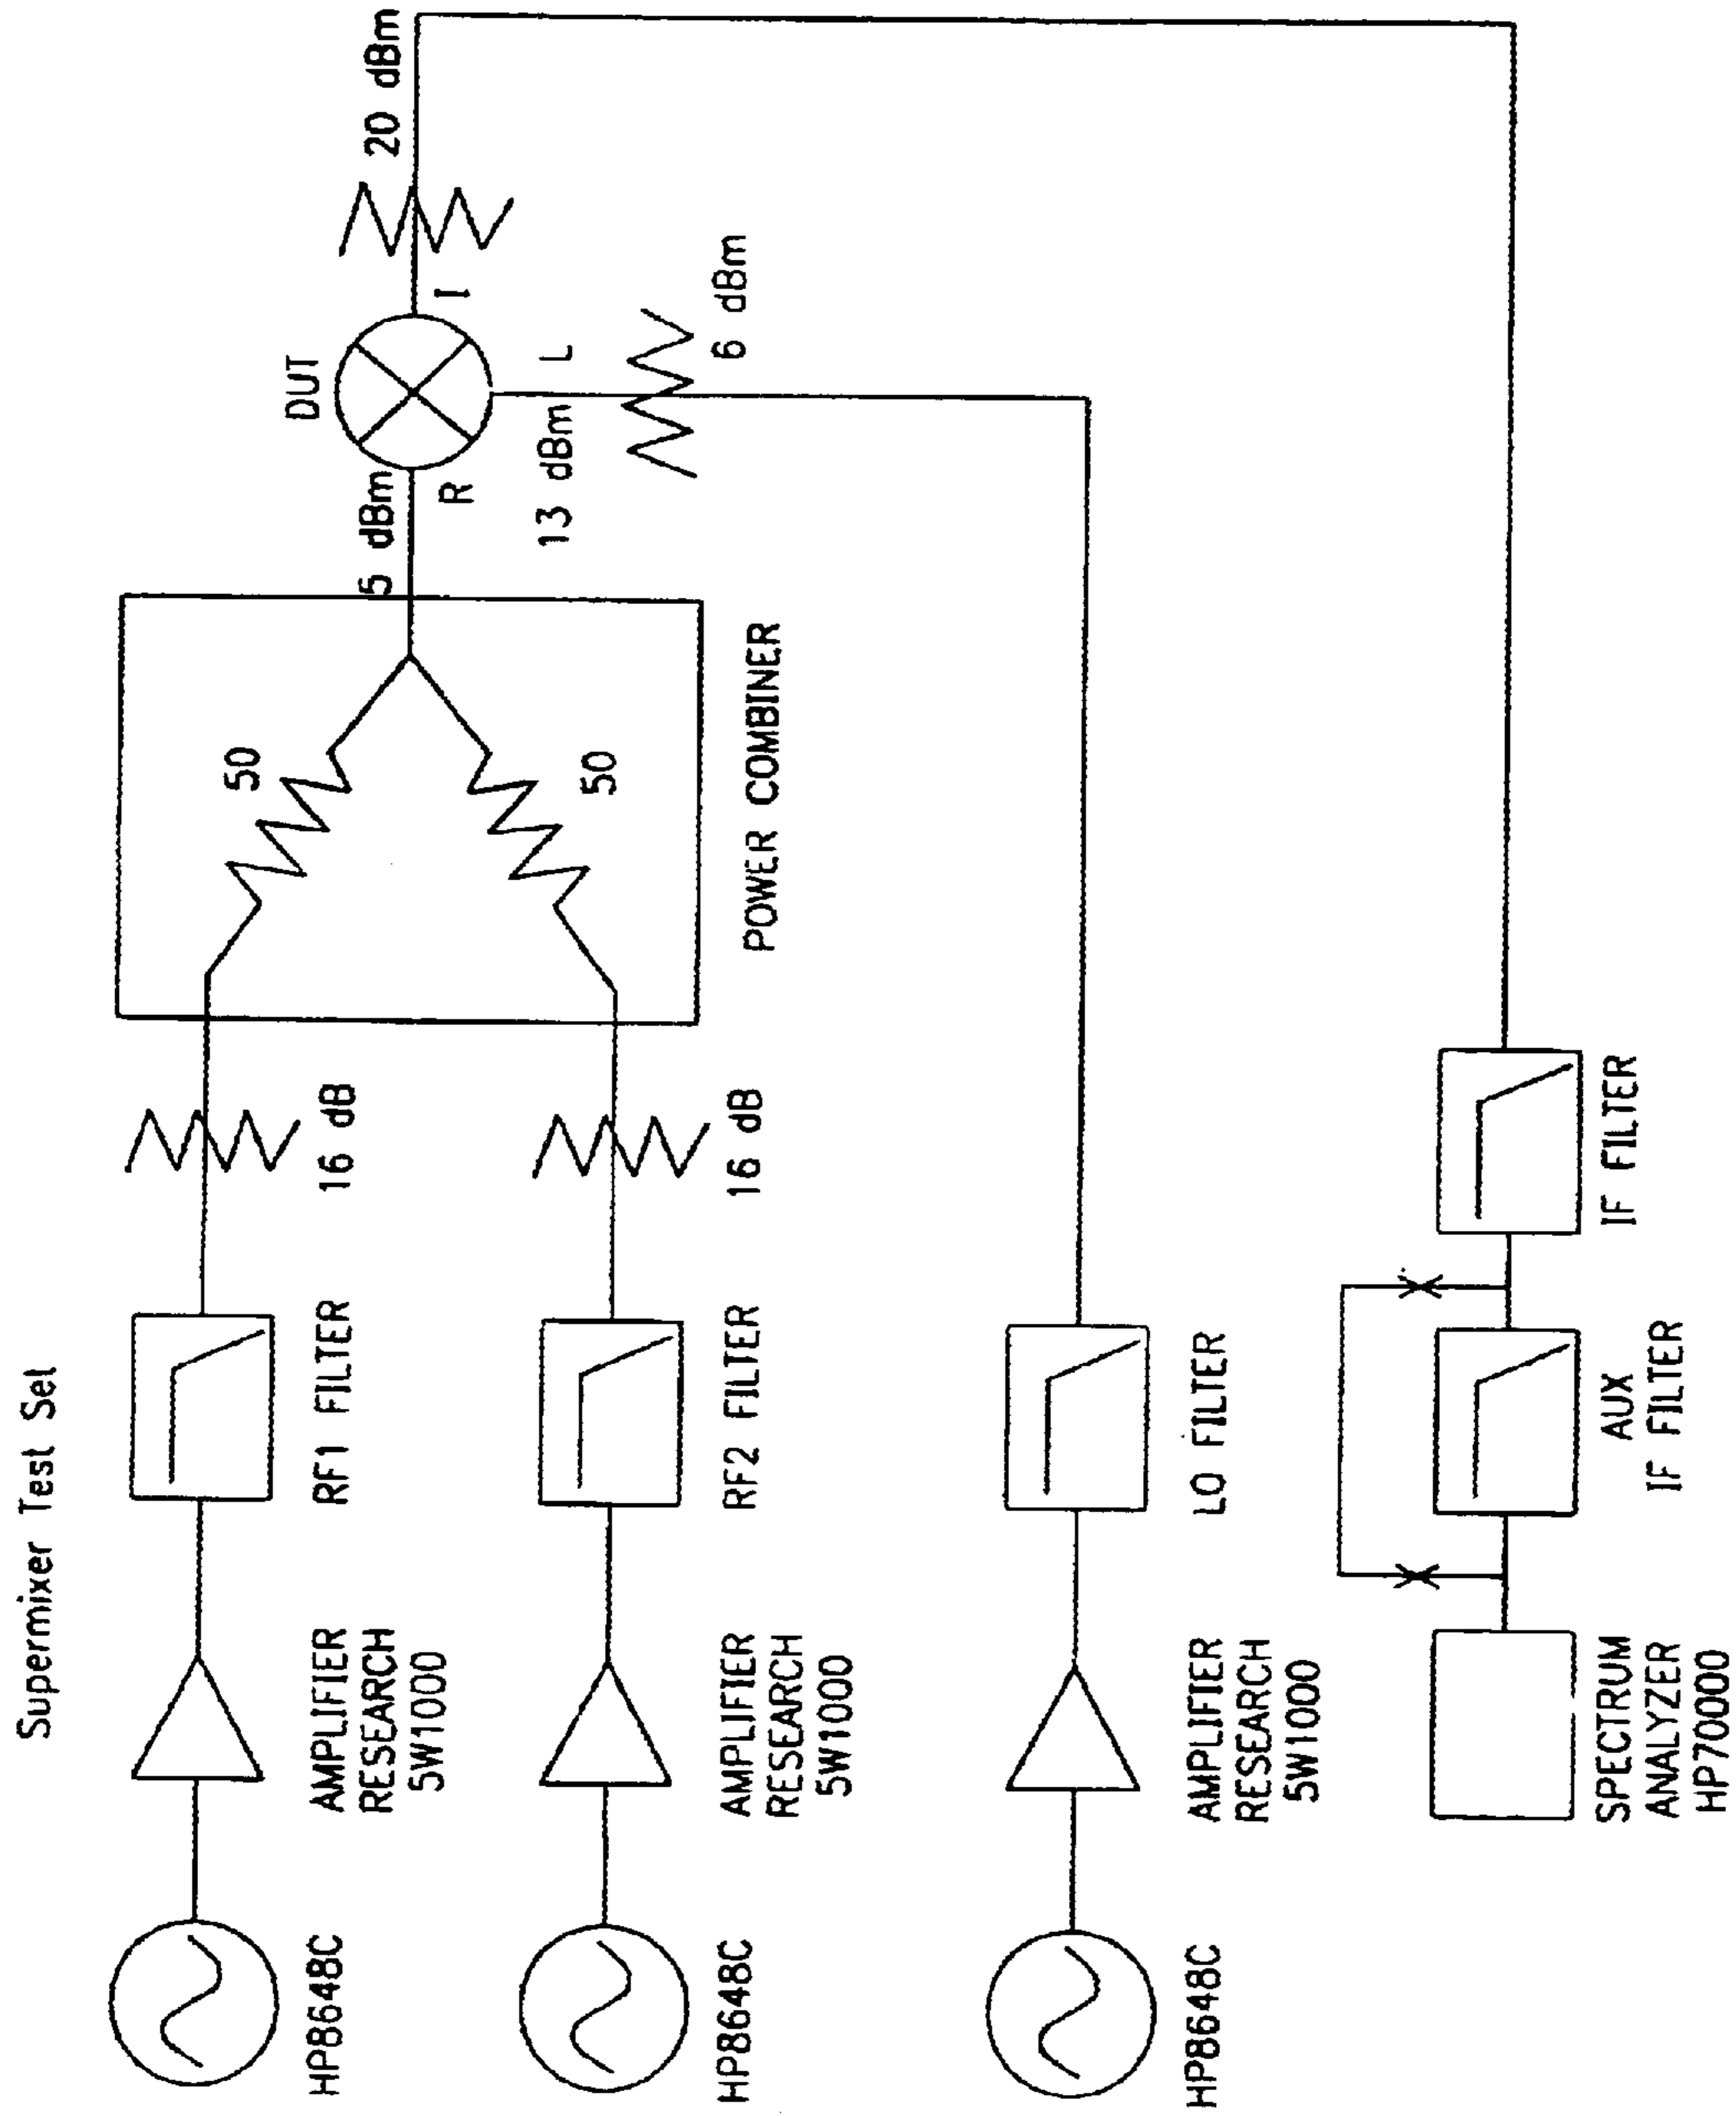 Supermixer Test Set
HP8648C
AMPLIFIER
RESEARCH
5W1000
RF1 FILTER
16 dB
50
5 dBm
R
DUT
I
20 dBm
HP8648C
AMPLIFIER
RESEARCH
5W1000
RF2 FILTER
16 dB
50
POWER COMBINER
13 dBm
L
6 dBm
HP8648C
AMPLIFIER
RESEARCH
5W1000
LO FILTER
SPECTRUM
ANALYZER
HP70000
AUX
IF FILTER
IF FILTER